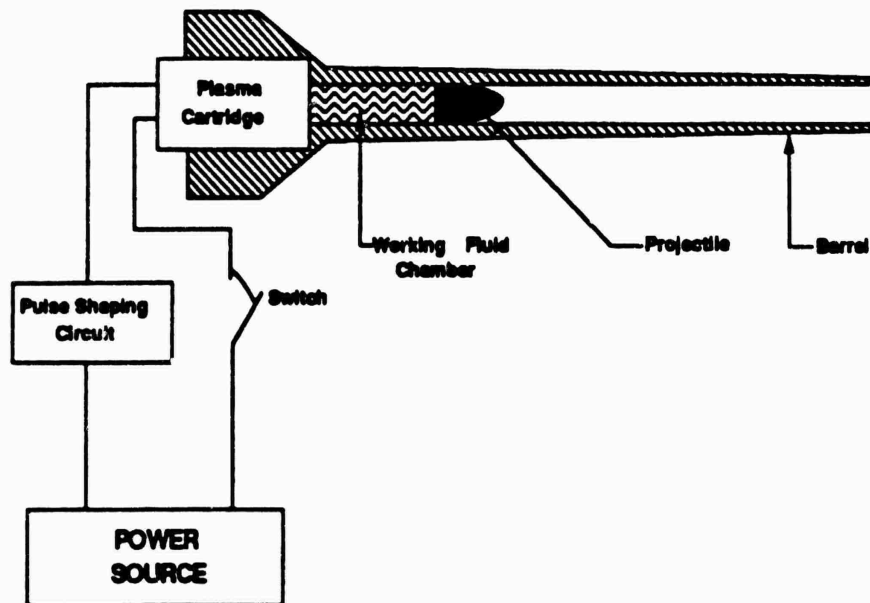 Plasma
Cartridge
Working Fluid
Chamber
Projectile
Barrel
Switch
Pulse Shaping
Circuit
POWER
SOURCE